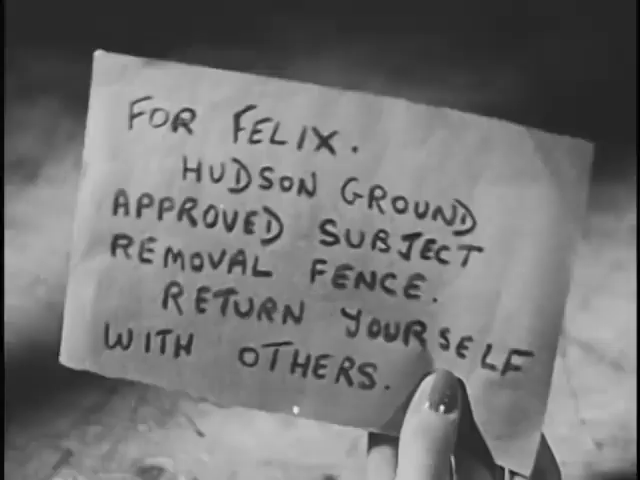 FOR FELIX.
HUDSON GROUND
APPROVED SUBJECT
REMOVAL FENCE.
RETURN YOURSELF
WITH OTHERS.